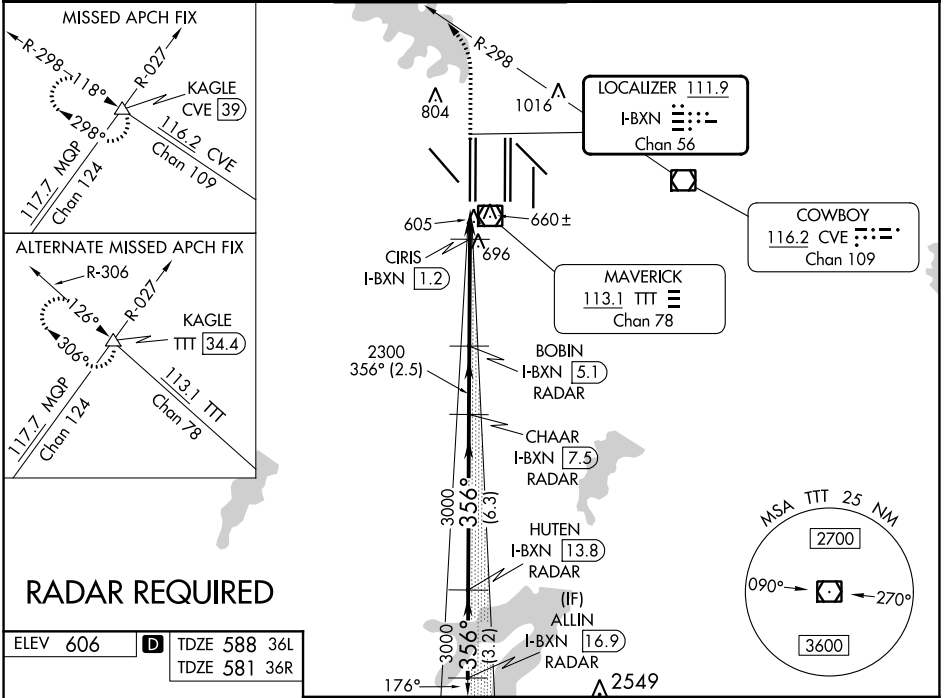 MISSED APCH FIX
R-298
118°
R-027
298°
KAGLE
CVE 39
116.2 CVE
Chan 109
117.7 MQP
Chan 124
ALTERNATE MISSED APCH FIX
R-306
126°
R-027
306°
KAGLE
TTT 34.4
113.1 TTT
Chan 78
117.7 MQP
Chan 124
R-298
804
1016
LOCALIZER 111.9
I-BXN
Chan 56
COWBOY
116.2 CVE
Chan 109
605
660±
696
CIRIS
I-BXN 1.2
MAVERICK
113.1 TTT
Chan 78
2300
356° (2.5)
BOBIN
I-BXN 5.1
RADAR
CHAAR
I-BXN 7.5
RADAR
3000
356°
(6.3)
HUTEN
I-BXN 13.8
RADAR
(IF)
ALLIN
I-BXN 16.9
RADAR
3000
356°
(3.2)
176°
2549
MSA TTT 25 NM
2700
090°
270°
3600
RADAR REQUIRED
ELEV 606
D
TDZE 588 36L
TDZE 581 36R